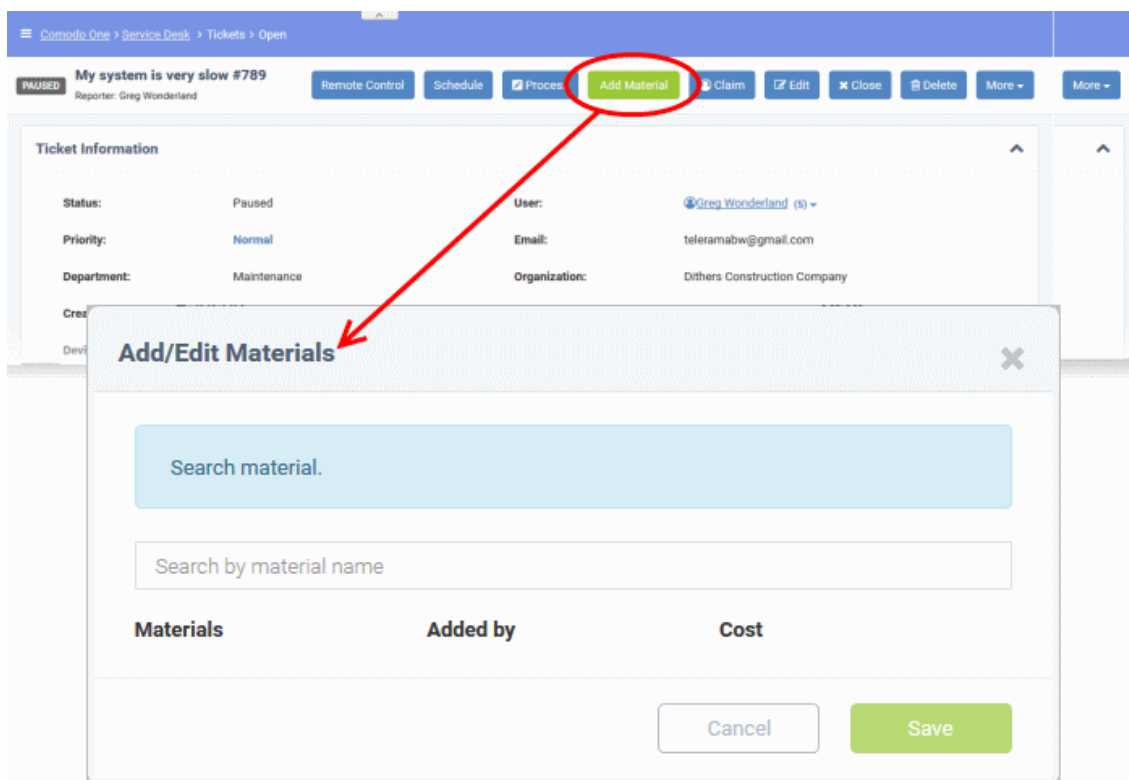 Comodo One > Service Desk > Tickets > Open
PAUSED
My system is very slow #789
Reporter: Greg Wonderland
Remote Control Schedule Process Add Material Claim Edit Close Delete More More
Ticket Information
Status: Paused User: Greg Wonderland (5)
Priority: Normal Email: teleramabw@gmail.com
Department: Maintenance Organization: Dithers Construction Company
Crea
Devi
Add/Edit Materials
Search material.
Search by material name
Materials Added by Cost
Cancel Save